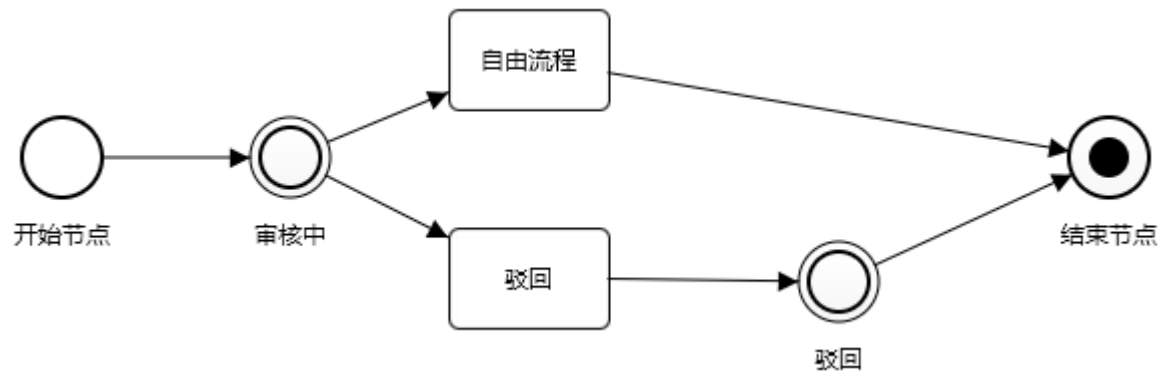 自由流程
开始节点
审核中
结束节点
驳回
驳回